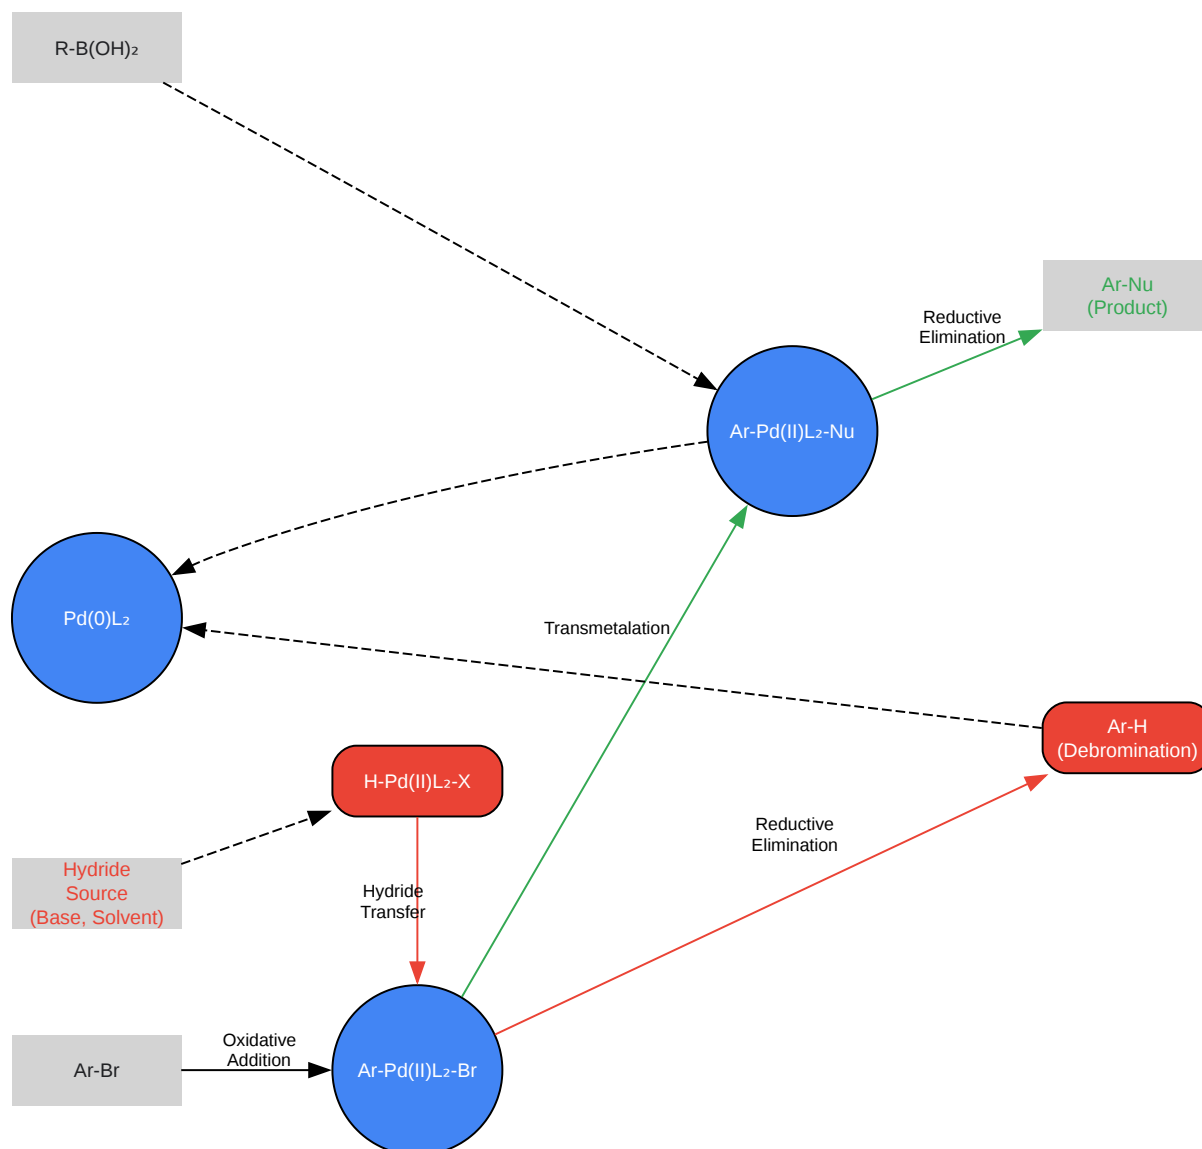 R-B(OH)₂
Ar-Nu
(Product)
Reductive
Elimination
Ar-Pd(II)L₂-Nu
Pd(0)L₂
Transmetalation
Ar-H
(Debromination)
H-Pd(II)L₂-X
Reductive
Elimination
Hydride
Source
(Base, Solvent)
Hydride
Transfer
Oxidative
Addition
Ar-Br
Ar-Pd(II)L₂-Br